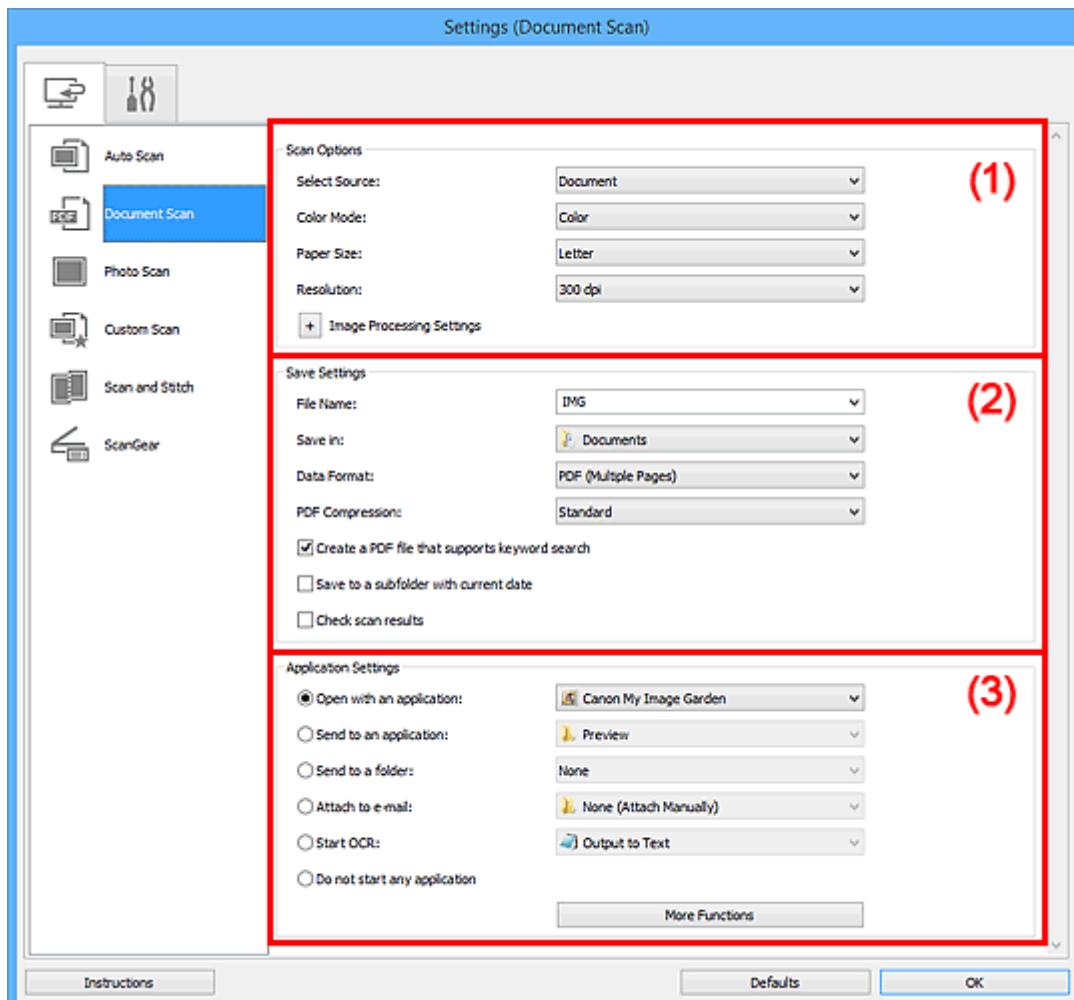 Settings (Document Scan)
Auto Scan
PDF
Document Scan
Photo Scan
Custom Scan
Scan and Stitch
ScanGear
Scan Options
(1)
Select Source: Document
Color Mode: Color
Paper Size: Letter
Resolution: 300 dpi
+ Image Processing Settings
Save Settings
(2)
File Name: IMG
Save in: Documents
Data Format: PDF (Multiple Pages)
PDF Compression: Standard
Create a PDF file that supports keyword search
Save to a subfolder with current date
Check scan results
Application Settings
(3)
Open with an application: Canon My Image Garden
Send to an application: Preview
Send to a folder: None
Attach to e-mail: None (Attach Manually)
Start OCR: Output to Text
Do not start any application
More Functions
Instructions Defaults OK